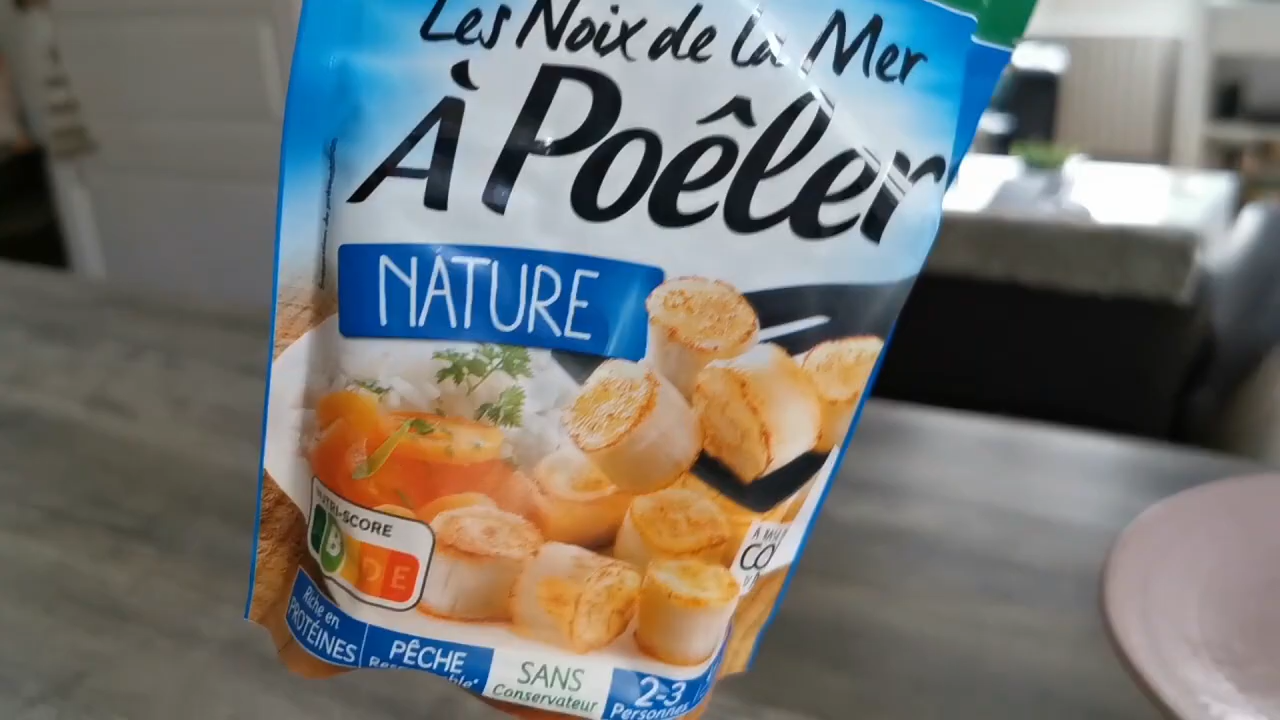 Les Noix de la Mer
À Poêler
NATURE
NUTRI-SCORE
B D E
Riche en
PROTÉINES
PÊCHE
SANS
Conservateur
2-3
Personnes